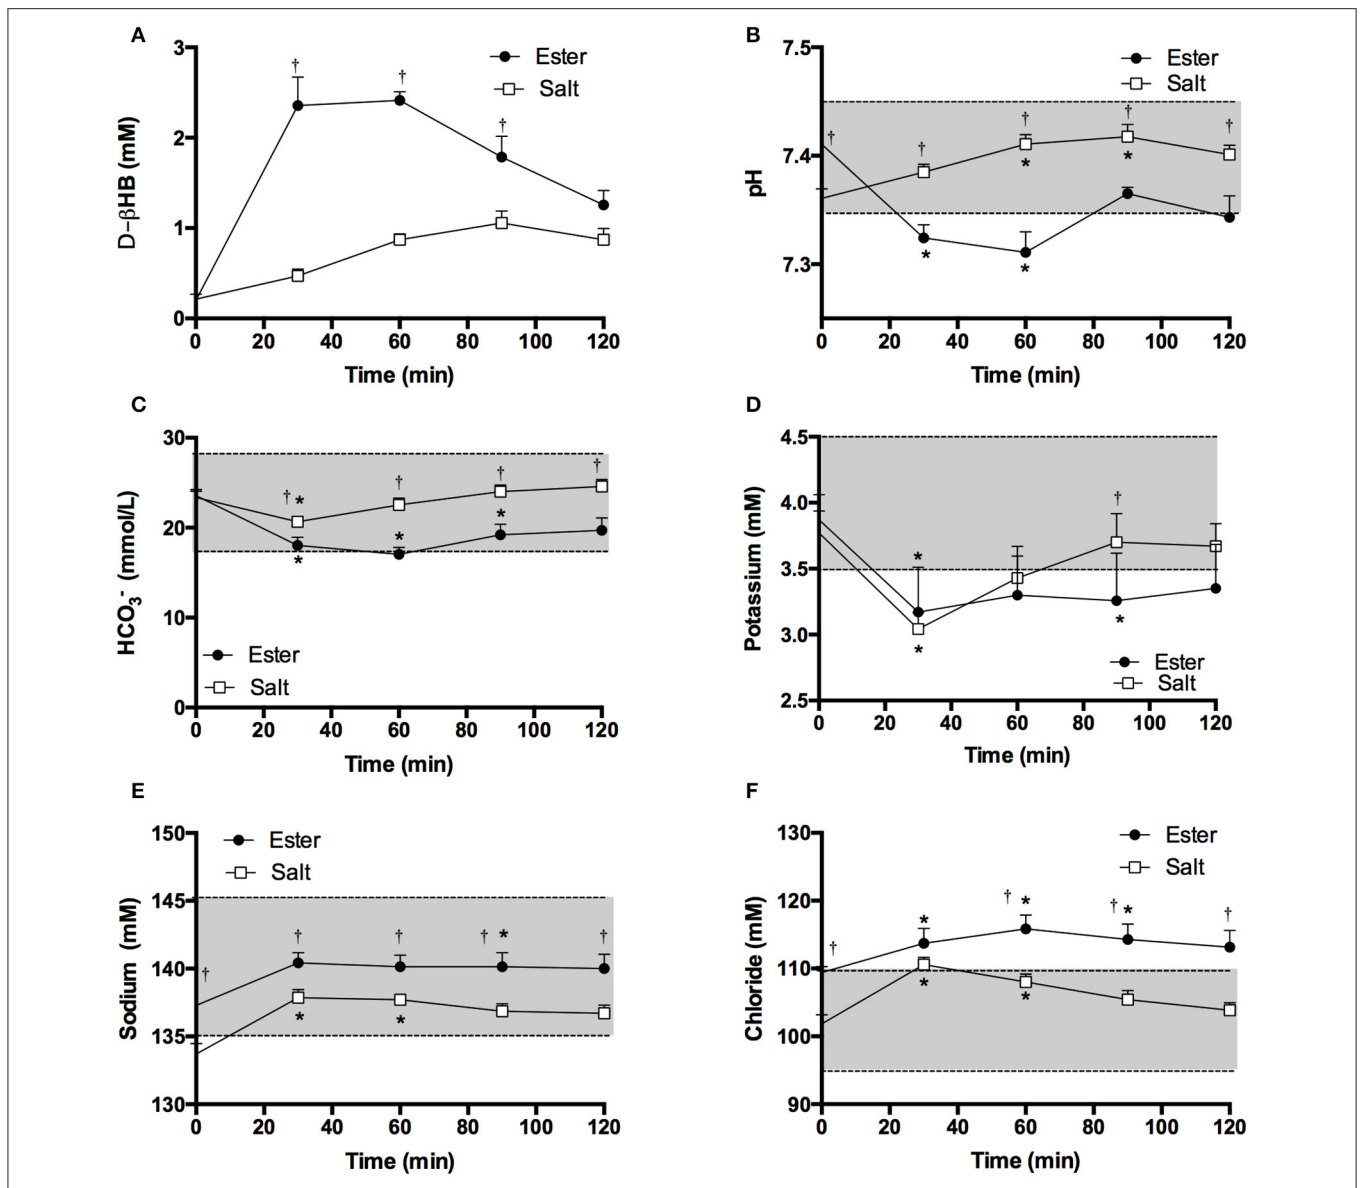 A
3
2
1
0
D-βHB (mM)
† † †
Ester
Salt
0 20 40 60 80 100 120
Time (min)
B
7.5
7.4
7.3
pH
Ester
Salt
† † † † †
* *
* *
0 20 40 60 80 100 120
Time (min)
C
30
20
10
0
HCO3- (mmol/L)
† * † † †
* * *
Ester
Salt
0 20 40 60 80 100 120
Time (min)
D
4.5
4.0
3.5
3.0
2.5
Potassium (mM)
†
*
* *
Ester
Salt
0 20 40 60 80 100 120
Time (min)
E
150
145
140
135
130
Sodium (mM)
Ester
Salt
† † † † * †
* *
0 20 40 60 80 100 120
Time (min)
F
130
120
110
100
90
Chloride (mM)
Ester
Salt
† * † * † * †
* *
0 20 40 60 80 100 120
Time (min)